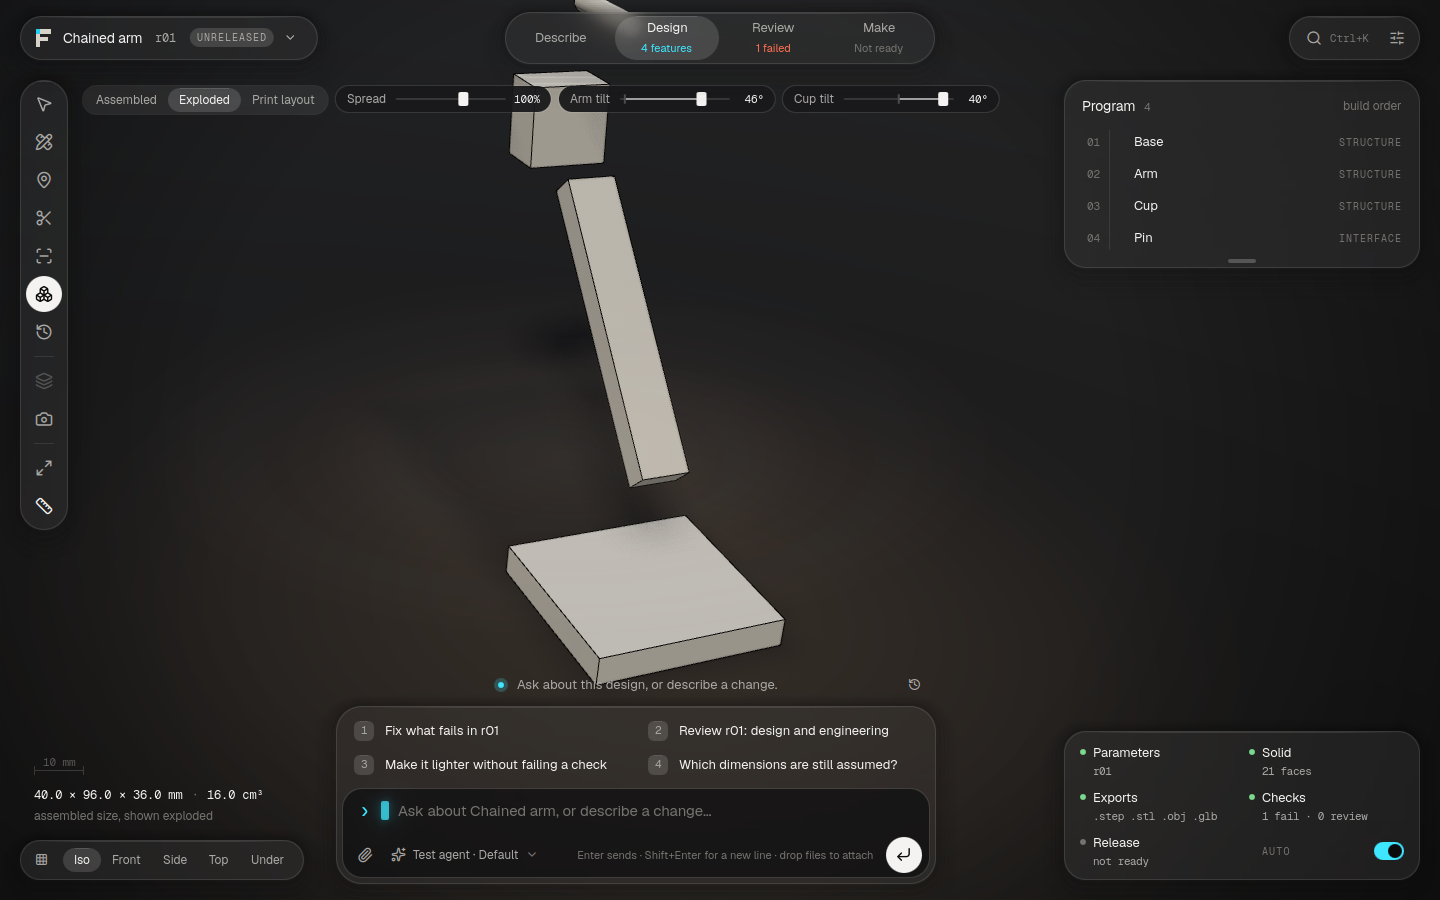 Chained arm r01 UNRELEASED
Describe
Design
4 features
Review
1 failed
Make
Not ready
Ctrl+K
Assembled Exploded Print layout
Spread 100%
Arm tilt 46°
Cup tilt 40°
Program 4 build order
01 Base STRUCTURE
02 Arm STRUCTURE
03 Cup STRUCTURE
04 Pin INTERFACE
Ask about this design, or describe a change.
1 Fix what fails in r01
2 Review r01: design and engineering
3 Make it lighter without failing a check
4 Which dimensions are still assumed?
Ask about Chained arm, or describe a change…
Test agent · Default
Enter sends · Shift+Enter for a new line · drop files to attach
10 mm
40.0 × 96.0 × 36.0 mm · 16.0 cm³
assembled size, shown exploded
Iso Front Side Top Under
Parameters
r01
Solid
21 faces
Exports
.step .stl .obj .glb
Checks
1 fail · 0 review
Release
not ready
AUTO